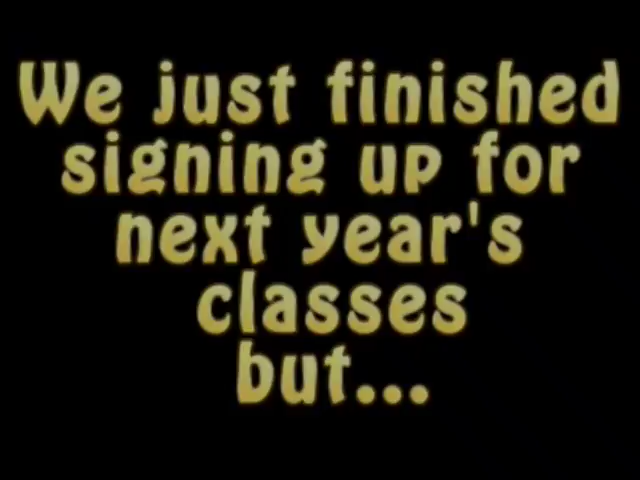 We just finished
signing up for
next year's
classes
but...